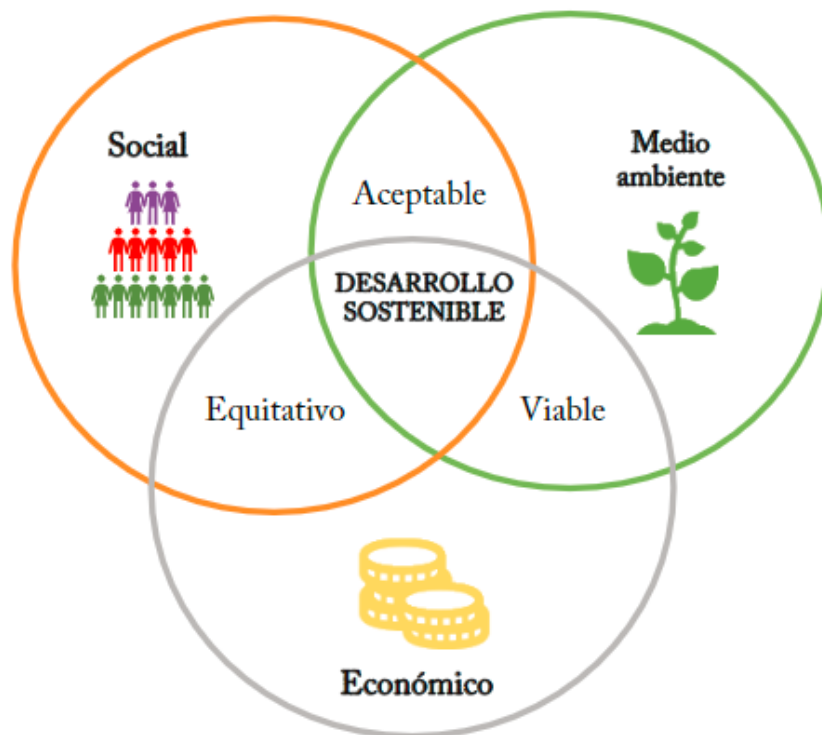 Social
Medio
ambiente
Aceptable
DESARROLLO
SOSTENIBLE
Equitativo
Viable
Económico